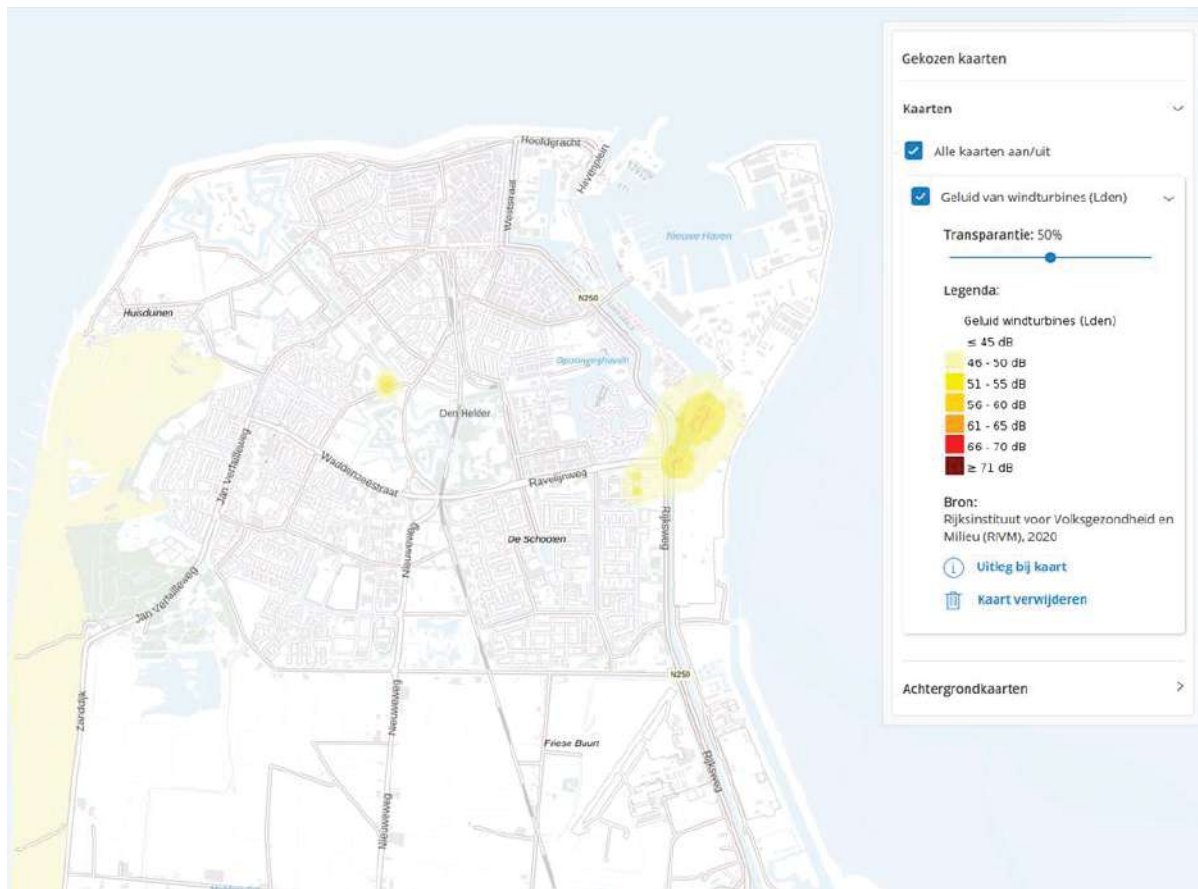 Gekozen kaarten
Kaarten
Alle kaarten aan/uit
Geluid van windturbines (Lden)
Transparantie: 50%
Legenda:
Geluid windturbines (Lden)
≤ 45 dB
46 - 50 dB
51 - 55 dB
56 - 60 dB
61 - 65 dB
66 - 70 dB
≥ 71 dB
Bron:
Rijksinstituut voor Volksgezondheid en
Milieu (RIVM), 2020
Uitleg bij kaart
Kaart verwijderen
Achtergrondkaarten
Hoofdgracht
Havenplein
Weststraat
Nieuwe Haven
N250
Huisduinen
Den Helder
Jan Verfailleweg
Waddenzeestraat
Ravelijnweg
Nieuweweg
De Schooten
Rijksweg
Jan Verfailleweg
N250
Zanddijk
Nieuweweg
Friese Buurt
Rijksweg
Nieuweweg